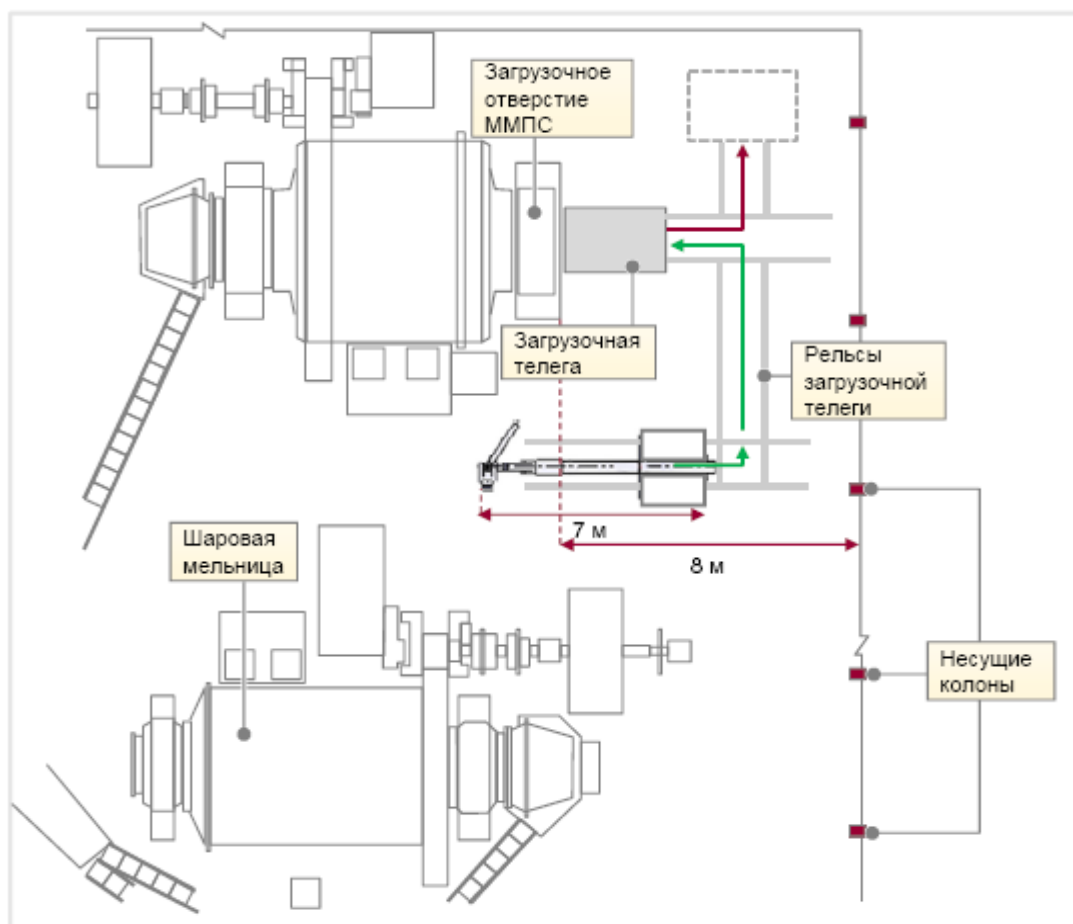 Загрузочное
отверстие
ММПС
Загрузочная
телега
Рельсы
загрузочной
телеги
7 м
8 м
Шаровая
мельница
Несущие
колоны